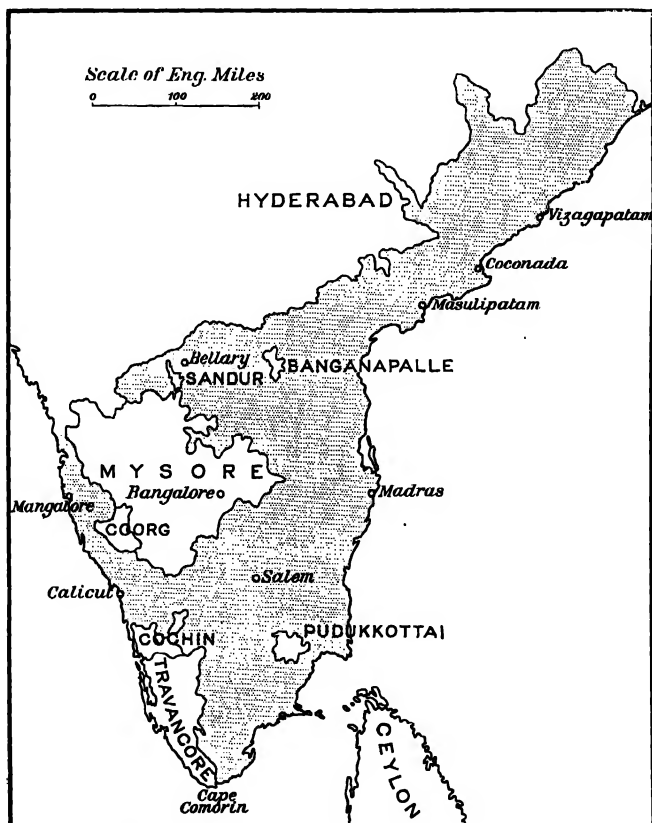 Scale of Eng. Miles
0 100 200
HYDERABAD
Vizagapatam
Coconada
Masulipatam
Bellary
SANDUR
BANGANAPALLE
MYSORE
Bangalore
Madras
Mangalore
COORG
Salem
Calicut
COCHIN
PUDUKKOTTAI
TRAVANCORE
CEYLON
Cape
Comorin